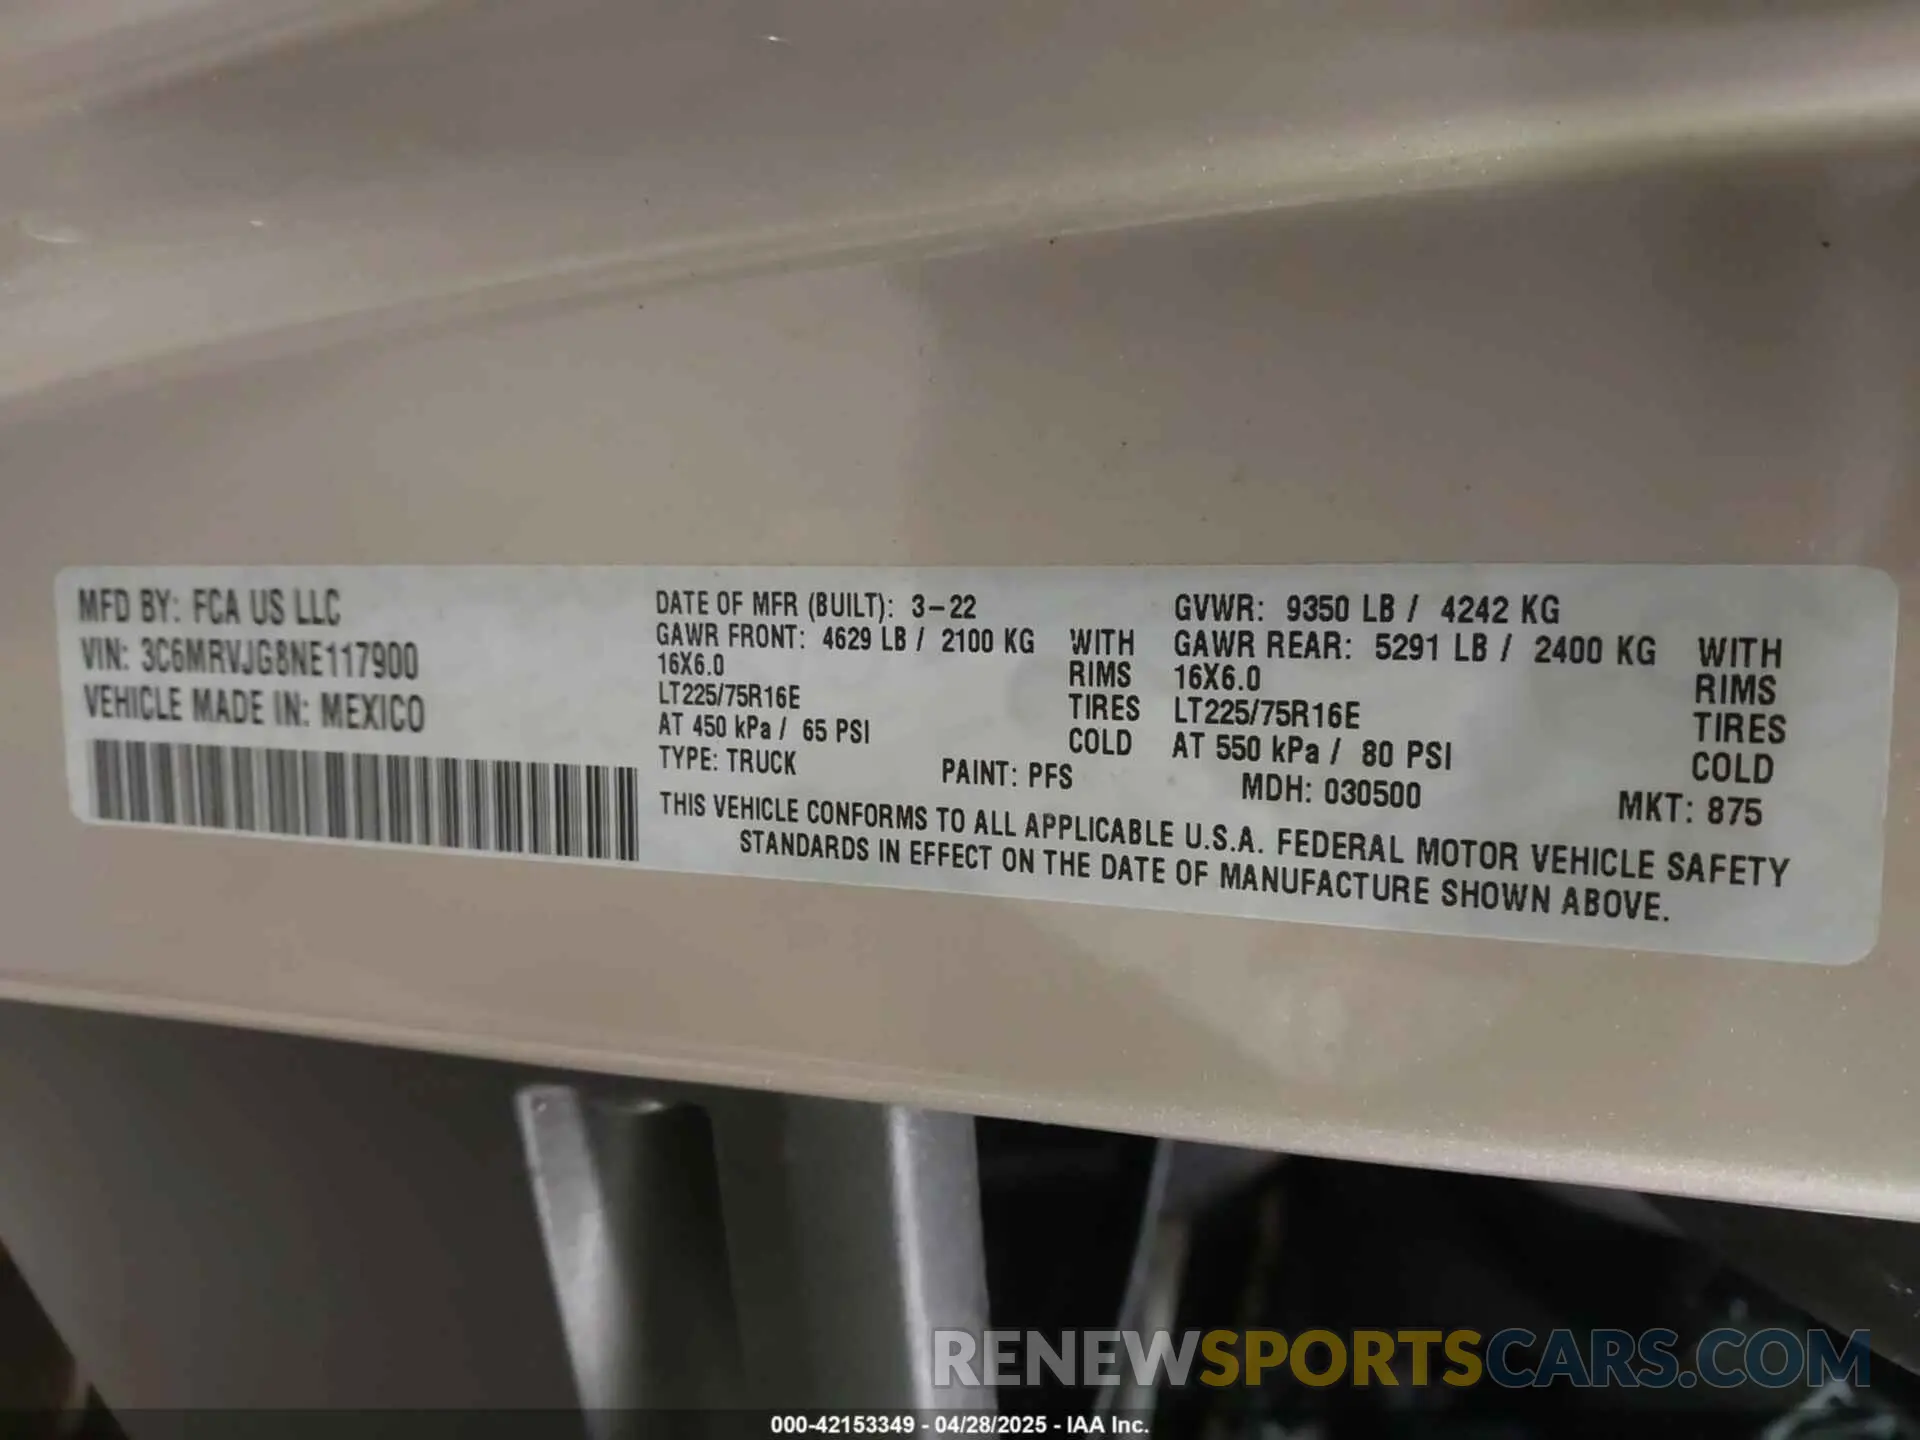 MFD BY: FCA US LLC
VIN: 3C6MRVJG8NE117900
VEHICLE MADE IN: MEXICO
DATE OF MFR (BUILT): 3-22
GVWR: 9350 LB / 4242 KG
GAWR FRONT: 4629 LB / 2100 KG WITH
16X6.0 RIMS
LT225/75R16E TIRES
AT 450 kPa / 65 PSI COLD
GAWR REAR: 5291 LB / 2400 KG WITH
16X6.0 RIMS
LT225/75R16E TIRES
AT 550 kPa / 80 PSI COLD
TYPE: TRUCK PAINT: PFS MDH: 030500 MKT: 875
THIS VEHICLE CONFORMS TO ALL APPLICABLE U.S.A. FEDERAL MOTOR VEHICLE SAFETY
STANDARDS IN EFFECT ON THE DATE OF MANUFACTURE SHOWN ABOVE.
RENEWSPORTSCARS.COM
000-42153349 - 04/28/2025 - IAA Inc.